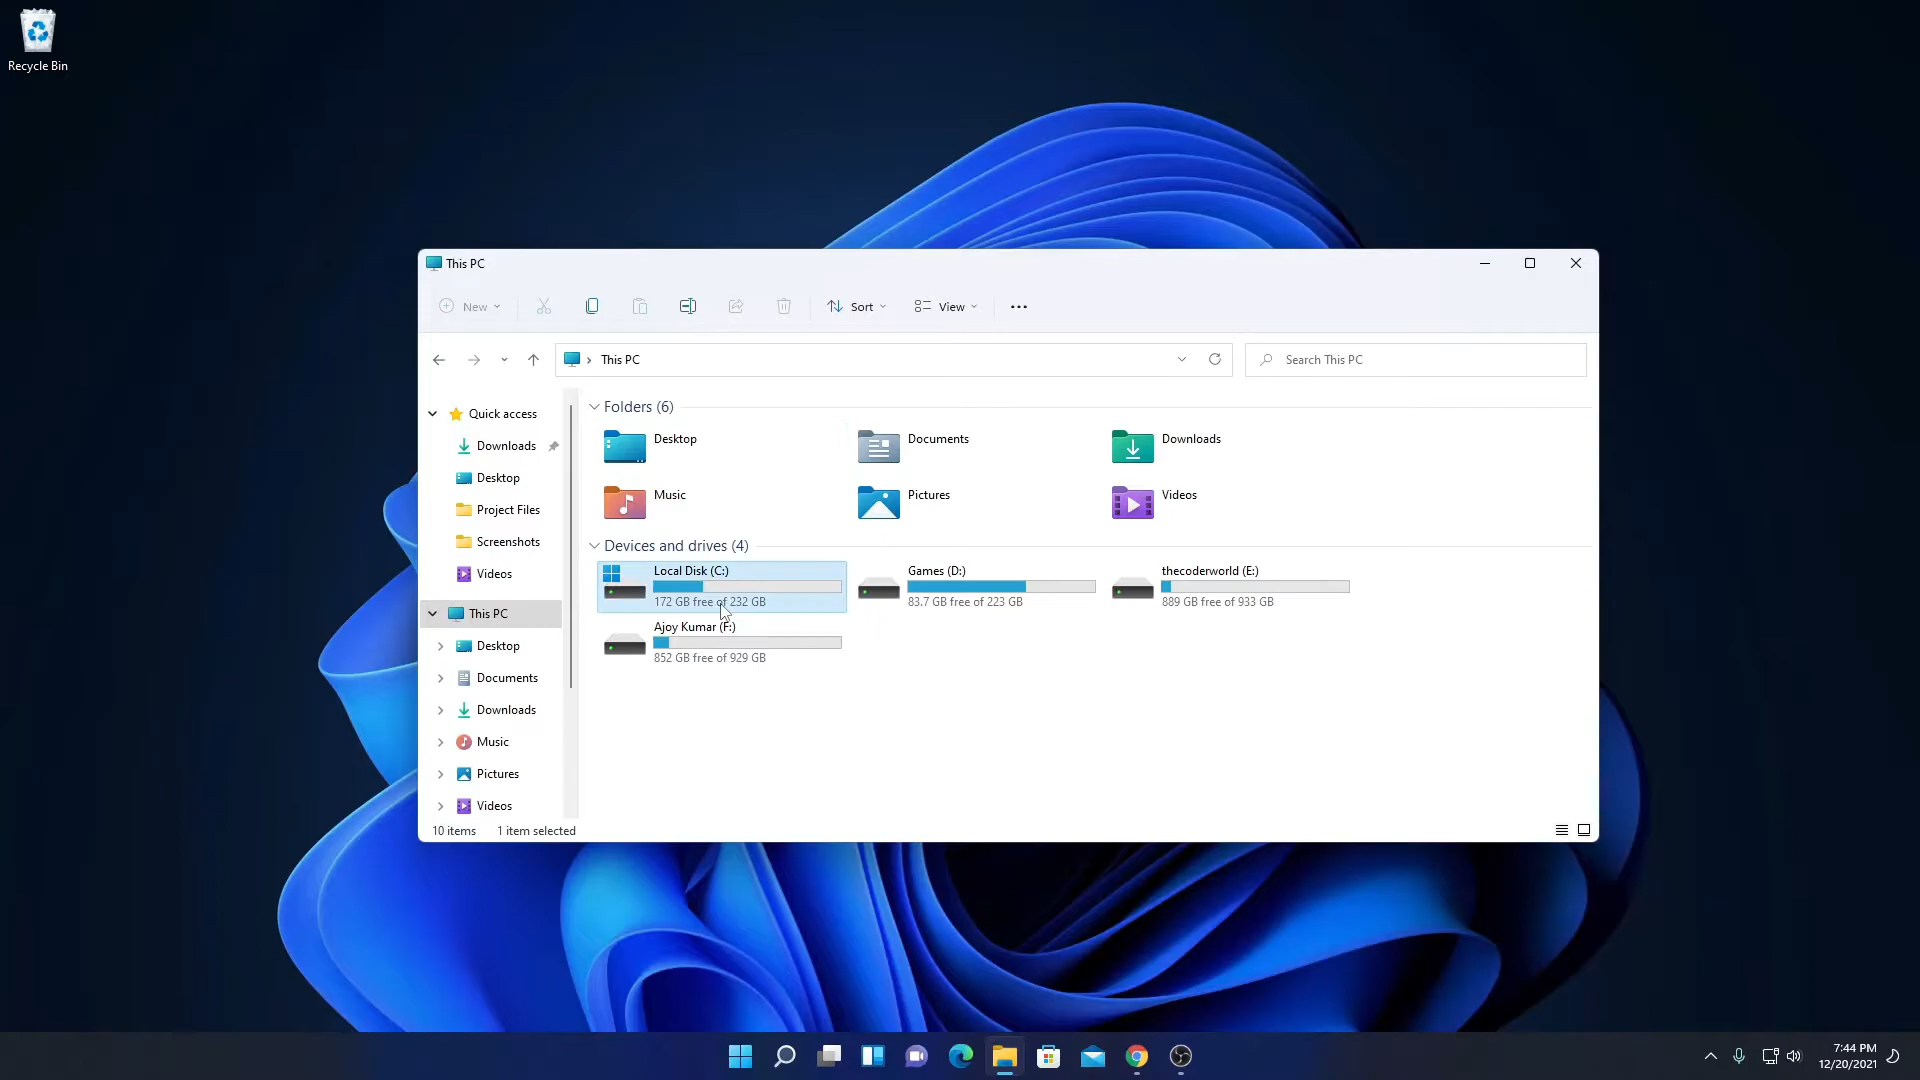 Recycle Bin
This PC
New
Sort
View
This PC
Search This PC
Quick access
Downloads
Desktop
Project Files
Screenshots
Videos
This PC
Desktop
Documents
Downloads
Music
Pictures
Videos
Folders (6)
Desktop
Documents
Downloads
Music
Pictures
Videos
Devices and drives (4)
Local Disk (C:)
172 GB free of 232 GB
Games (D:)
83.7 GB free of 223 GB
thecoderworld (E:)
889 GB free of 933 GB
Ajoy Kumar (F:)
852 GB free of 929 GB
10 items
1 item selected
7:44 PM
12/20/2021